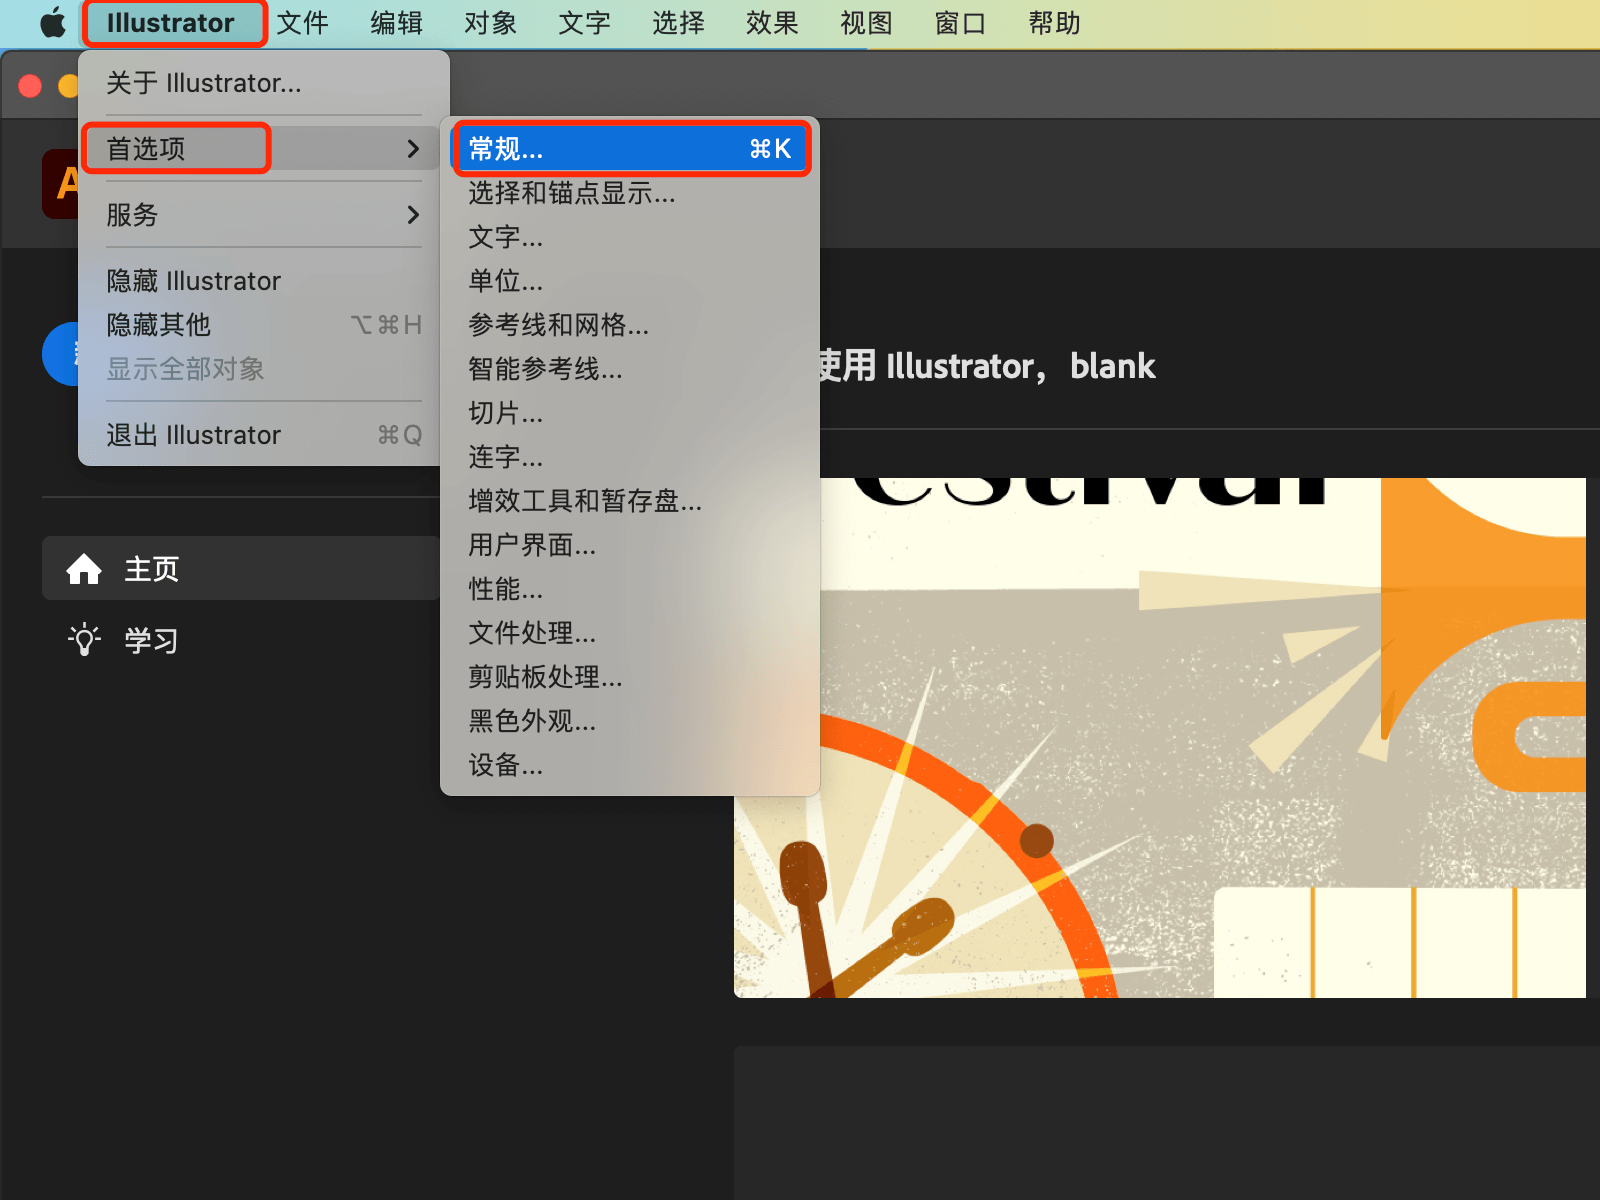 Illustrator 文件 编辑 对象 文字 选择 效果 视图 窗口 帮助
关于 Illustrator...
首选项
服务
隐藏 Illustrator
隐藏其他 ⌥⌘H
显示全部对象
退出 Illustrator ⌘Q
常规... ⌘K
选择和锚点显示...
文字...
单位...
参考线和网格...
智能参考线...
切片...
连字...
增效工具和暂存盘...
用户界面...
性能...
文件处理...
剪贴板处理...
黑色外观...
设备...
主页
学习
使用 Illustrator，blank
estival